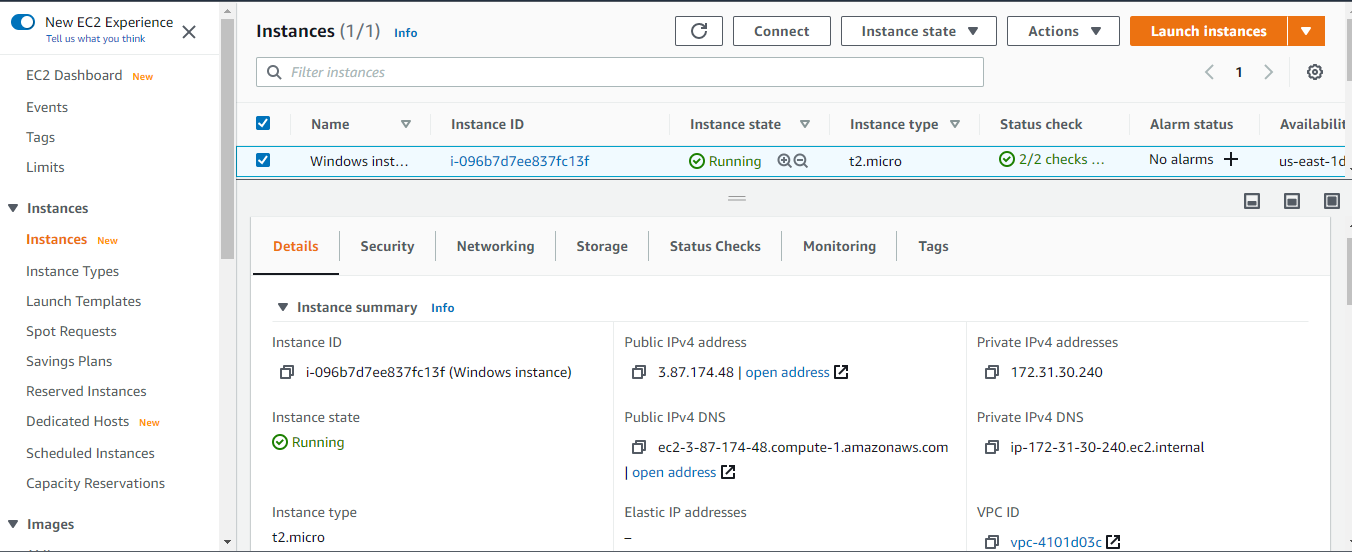 New EC2 Experience
Tell us what you think
EC2 Dashboard New
Events
Tags
Limits
Instances
Instances New
Instance Types
Launch Templates
Spot Requests
Savings Plans
Reserved Instances
Dedicated Hosts New
Scheduled Instances
Capacity Reservations
Images
Instances (1/1) Info
Connect
Instance state
Actions
Launch instances
Filter instances
1
Name Instance ID Instance state Instance type Status check Alarm status Availabilit
Windows inst... i-096b7d7ee837fc13f Running t2.micro 2/2 checks ... No alarms us-east-1d
Details Security Networking Storage Status Checks Monitoring Tags
Instance summary Info
Instance ID
i-096b7d7ee837fc13f (Windows instance)
Public IPv4 address
3.87.174.48 | open address
Private IPv4 addresses
172.31.30.240
Instance state
Running
Public IPv4 DNS
ec2-3-87-174-48.compute-1.amazonaws.com
| open address
Private IPv4 DNS
ip-172-31-30-240.ec2.internal
Instance type
t2.micro
Elastic IP addresses
–
VPC ID
vpc-4101d03c